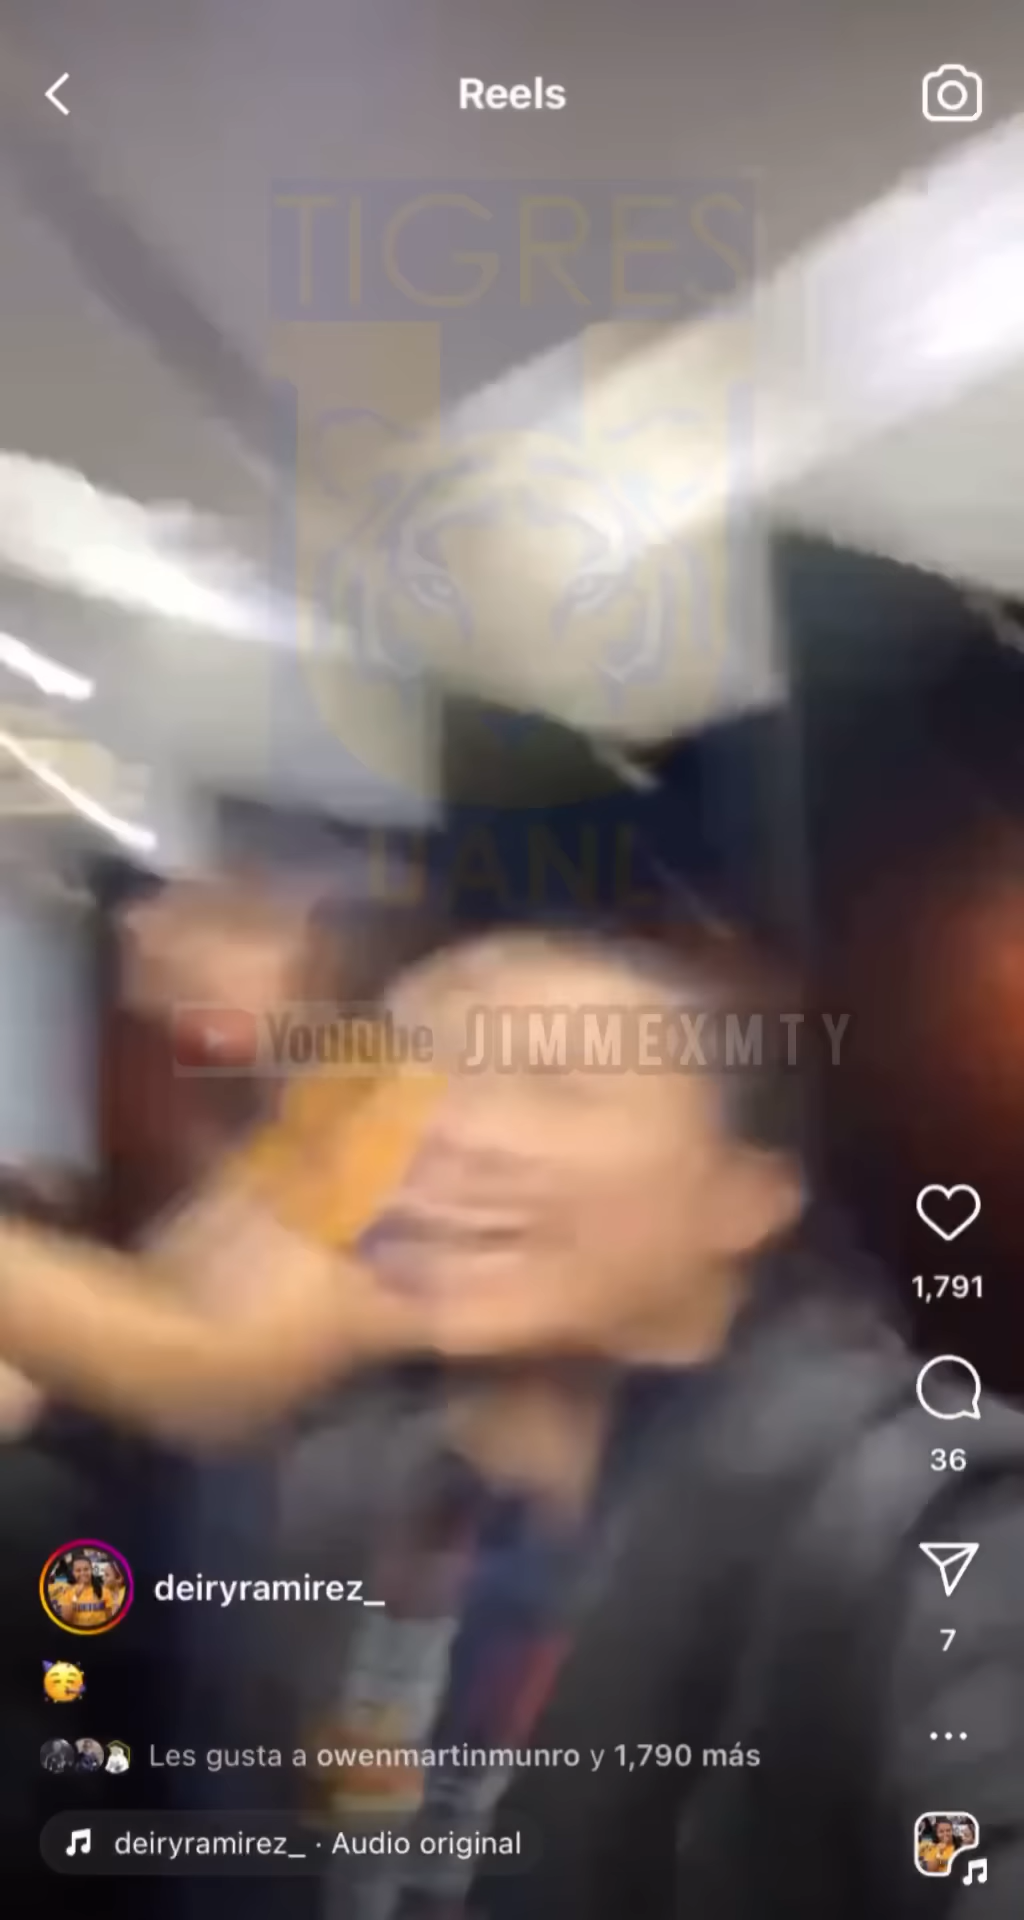 Reels
TIGRES
UANL
YouTube JIMMEXMTY
1,791
36
deiryramirez_
7
Les gusta a owenmartinmunro y 1,790 más
deiryramirez_ · Audio original